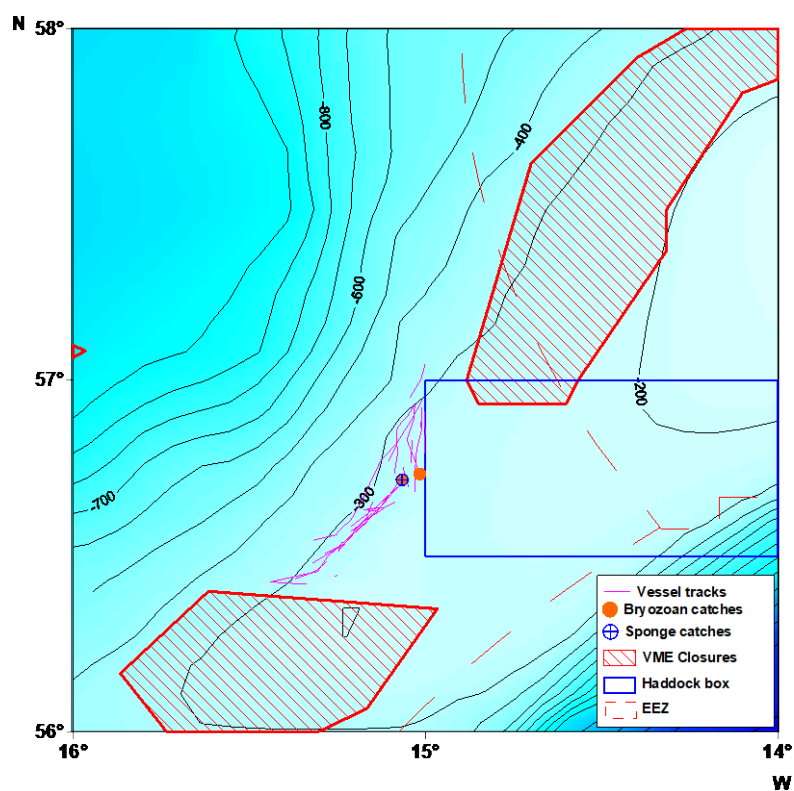 N 58°
-800
-400
-600
57°
-200
-700
-300
Vessel tracks
Bryozoan catches
Sponge catches
VME Closures
Haddock box
EEZ
56°
16° 15° 14°
W